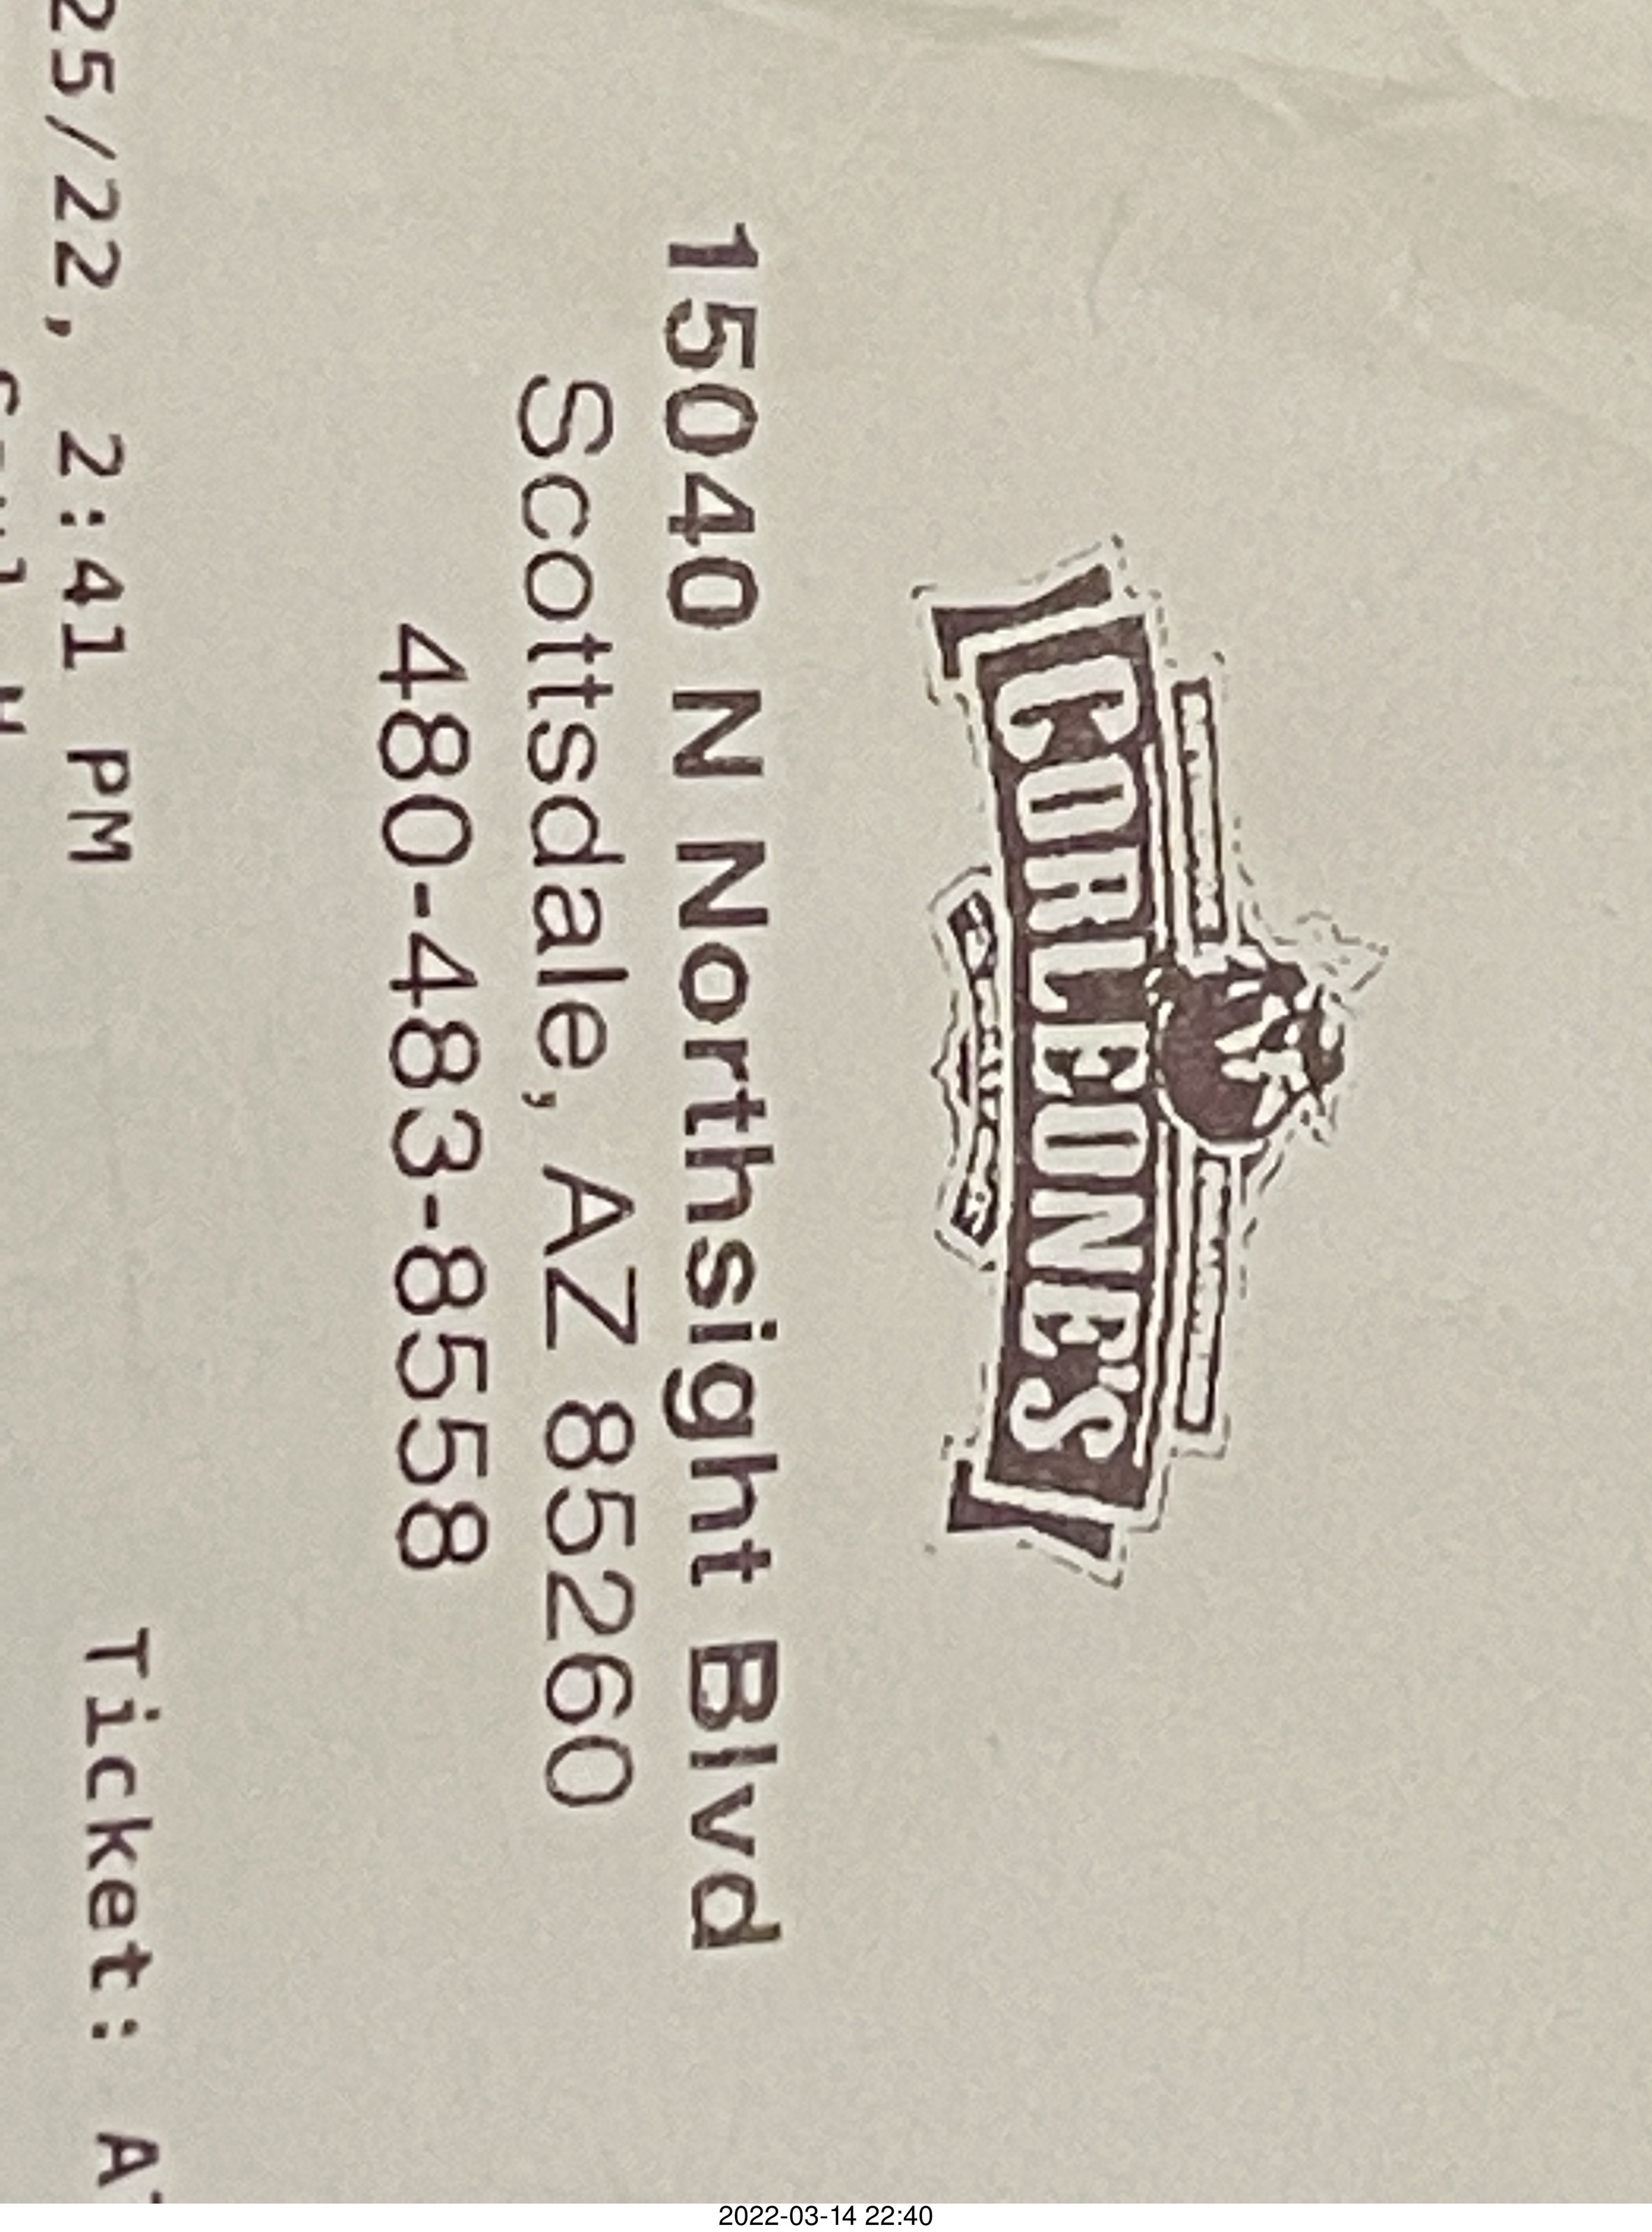 CORLEONE'S
15040 N Northsight Blvd
Scottsdale, AZ 85260
480-483-8558
25/22, 2:41 PM Ticket:
2022-03-14 22:40